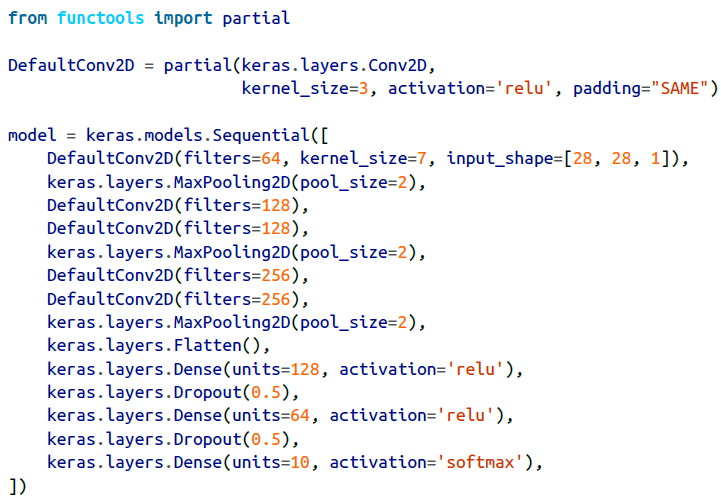 from functools import partial

DefaultConv2D = partial(keras.layers.Conv2D,
                        kernel_size=3, activation='relu', padding="SAME")

model = keras.models.Sequential([
    DefaultConv2D(filters=64, kernel_size=7, input_shape=[28, 28, 1]),
    keras.layers.MaxPooling2D(pool_size=2),
    DefaultConv2D(filters=128),
    DefaultConv2D(filters=128),
    keras.layers.MaxPooling2D(pool_size=2),
    DefaultConv2D(filters=256),
    DefaultConv2D(filters=256),
    keras.layers.MaxPooling2D(pool_size=2),
    keras.layers.Flatten(),
    keras.layers.Dense(units=128, activation='relu'),
    keras.layers.Dropout(0.5),
    keras.layers.Dense(units=64, activation='relu'),
    keras.layers.Dropout(0.5),
    keras.layers.Dense(units=10, activation='softmax'),
])